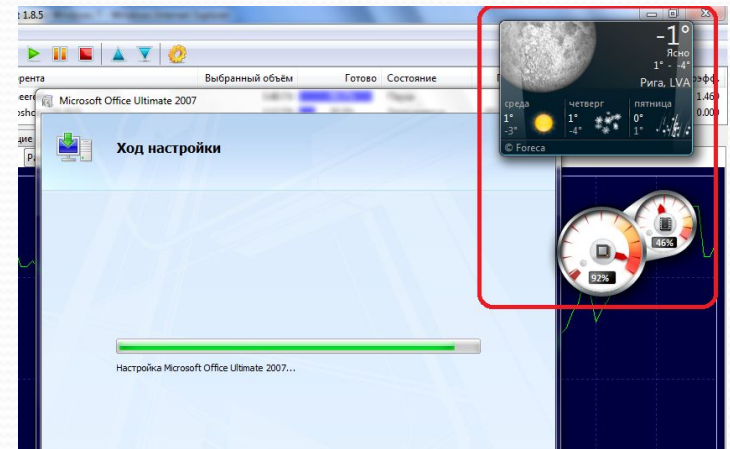 1.8.5
Выбранный объём Готово Состояние
Microsoft Office Ultimate 2007
Ход настройки
Настройка Microsoft Office Ultimate 2007...
-1°
Ясно
1° - -4°
Рига, LVA
среда четверг пятница
1° 1° 0°
-3° -4° 1°
© Foreca
1.469
0.000
46%
92%